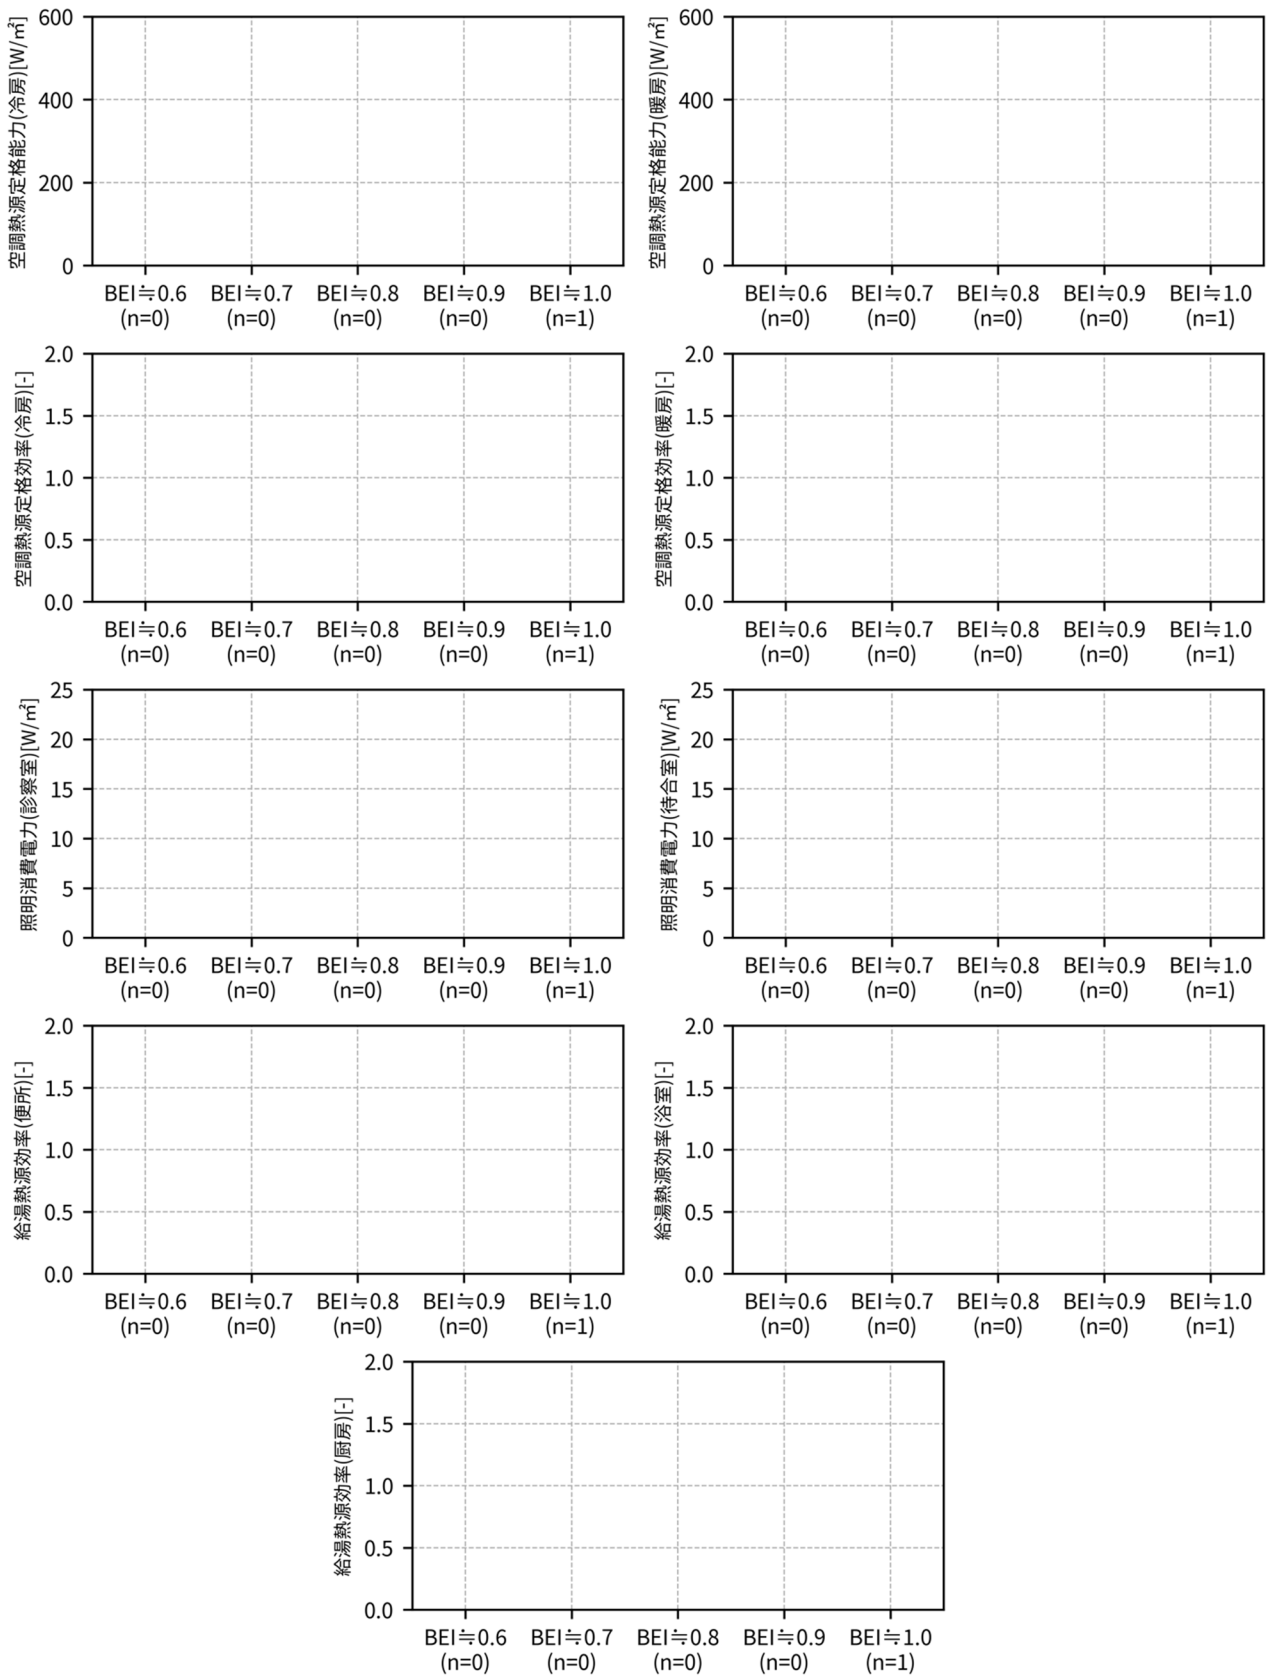 空調熱源定格能力(冷房)[W/㎡]
600
400
200
0
BEI≒0.6 BEI≒0.7 BEI≒0.8 BEI≒0.9 BEI≒1.0
(n=0) (n=0) (n=0) (n=0) (n=1)
空調熱源定格能力(暖房)[W/㎡]
600
400
200
0
BEI≒0.6 BEI≒0.7 BEI≒0.8 BEI≒0.9 BEI≒1.0
(n=0) (n=0) (n=0) (n=0) (n=1)
空調熱源定格効率(冷房)[-]
2.0
1.5
1.0
0.5
0.0
BEI≒0.6 BEI≒0.7 BEI≒0.8 BEI≒0.9 BEI≒1.0
(n=0) (n=0) (n=0) (n=0) (n=1)
空調熱源定格効率(暖房)[-]
2.0
1.5
1.0
0.5
0.0
BEI≒0.6 BEI≒0.7 BEI≒0.8 BEI≒0.9 BEI≒1.0
(n=0) (n=0) (n=0) (n=0) (n=1)
照明消費電力(診察室)[W/㎡]
25
20
15
10
5
0
BEI≒0.6 BEI≒0.7 BEI≒0.8 BEI≒0.9 BEI≒1.0
(n=0) (n=0) (n=0) (n=0) (n=1)
照明消費電力(待合室)[W/㎡]
25
20
15
10
5
0
BEI≒0.6 BEI≒0.7 BEI≒0.8 BEI≒0.9 BEI≒1.0
(n=0) (n=0) (n=0) (n=0) (n=1)
給湯熱源効率(便所)[-]
2.0
1.5
1.0
0.5
0.0
BEI≒0.6 BEI≒0.7 BEI≒0.8 BEI≒0.9 BEI≒1.0
(n=0) (n=0) (n=0) (n=0) (n=1)
給湯熱源効率(浴室)[-]
2.0
1.5
1.0
0.5
0.0
BEI≒0.6 BEI≒0.7 BEI≒0.8 BEI≒0.9 BEI≒1.0
(n=0) (n=0) (n=0) (n=0) (n=1)
給湯熱源効率(厨房)[-]
2.0
1.5
1.0
0.5
0.0
BEI≒0.6 BEI≒0.7 BEI≒0.8 BEI≒0.9 BEI≒1.0
(n=0) (n=0) (n=0) (n=0) (n=1)